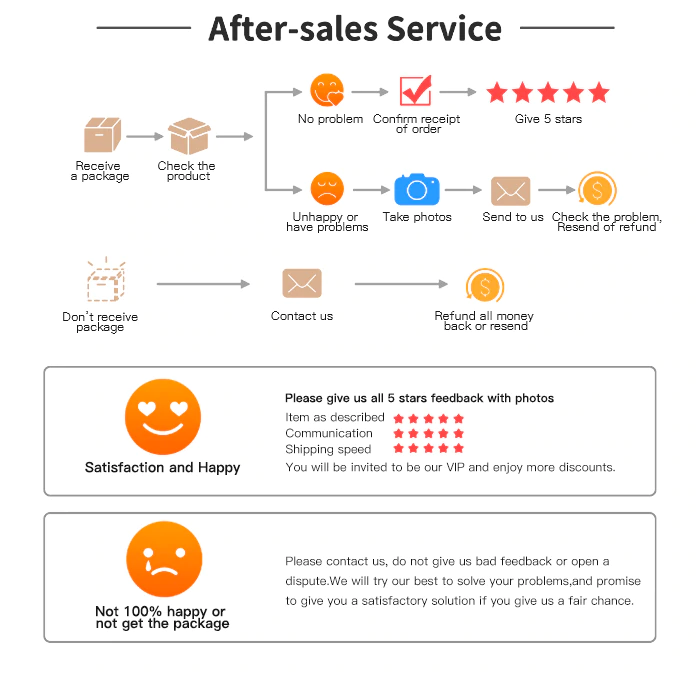 After-sales Service
No problem
Confirm receipt
of order
Give 5 stars
Receive
a package
Check the
product
Unhappy or
have problems
Take photos
Send to us
Check the problem,
Resend of refund
Don't receive
package
Contact us
Refund all money
back or resend
Please give us all 5 stars feedback with photos
Item as described
Communication
Shipping speed
You will be invited to be our VIP and enjoy more discounts.
Satisfaction and Happy
Please contact us, do not give us bad feedback or open a
dispute.We will try our best to solve your problems,and promise
to give you a satisfactory solution if you give us a fair chance.
Not 100% happy or
not get the package